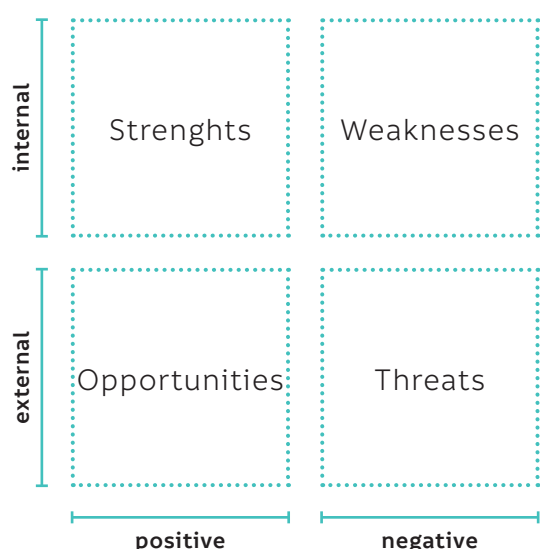 internal
Strenghts
Weaknesses
external
Opportunities
Threats
positive
negative